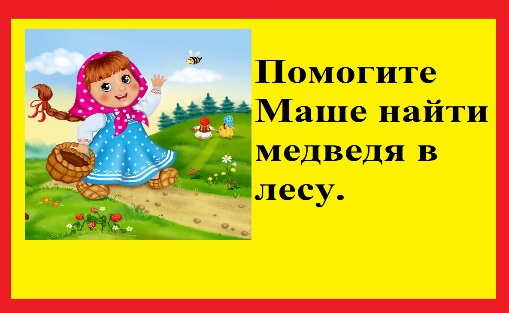 Помогите
Маше найти
медведя в
лесу.